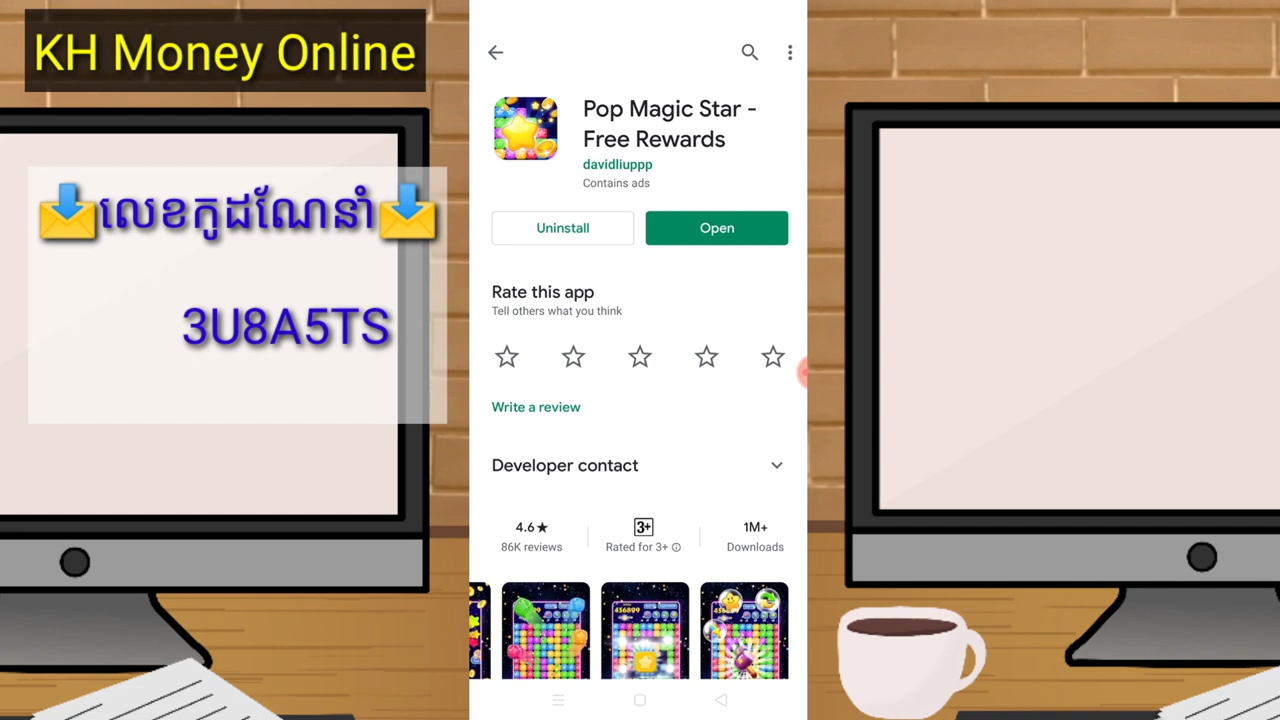 KH Money Online
លេខកូដណែនាំ
3U8A5TS
Pop Magic Star -
Free Rewards
davidliuppp
Contains ads
Uninstall
Open
Rate this app
Tell others what you think
Write a review
Developer contact
4.6★
86K reviews
3+
Rated for 3+
1M+
Downloads
456899